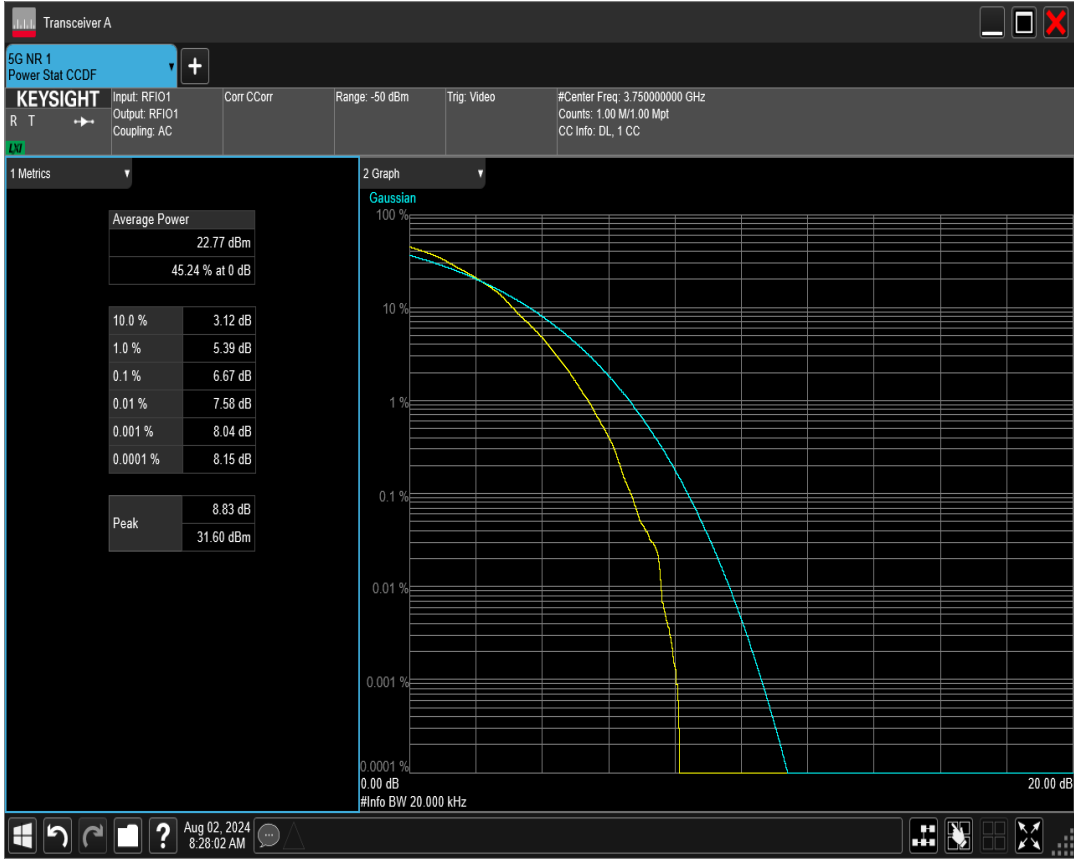 Transceiver A
5G NR 1
Power Stat CCDF
+
KEYSIGHT
R T
LXI
Input: RFIO1
Output: RFIO1
Coupling: AC
Corr CCorr
Range: -50 dBm
Trig: Video
#Center Freq: 3.750000000 GHz
Counts: 1.00 M/1.00 Mpt
CC Info: DL, 1 CC
1 Metrics
Average Power
22.77 dBm
45.24 % at 0 dB
10.0 % 3.12 dB
1.0 % 5.39 dB
0.1 % 6.67 dB
0.01 % 7.58 dB
0.001 % 8.04 dB
0.0001 % 8.15 dB
Peak
8.83 dB
31.60 dBm
2 Graph
Gaussian
100 %
10 %
1 %
0.1 %
0.01 %
0.001 %
0.0001 %
0.00 dB 20.00 dB
#Info BW 20.000 kHz
?
Aug 02, 2024
8:28:02 AM